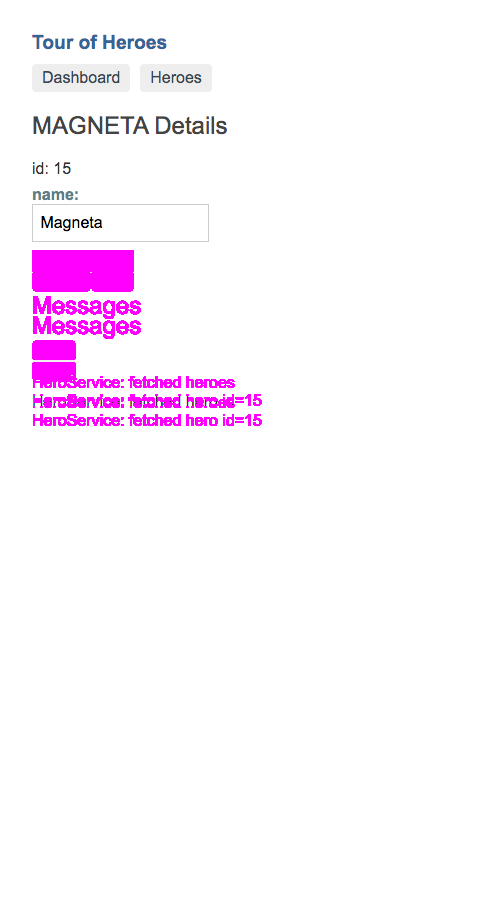 Tour of Heroes
Dashboard Heroes
MAGNETA Details
id: 15
name:
Magneta
Messages
Messages
HeroService: fetched heroes
HeroService: fetched hero id=15
HeroService: fetched heroes
HeroService: fetched hero id=15